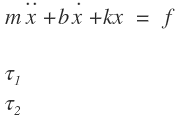 mẍ+bẋ+kx = f
τ₁
τ₂